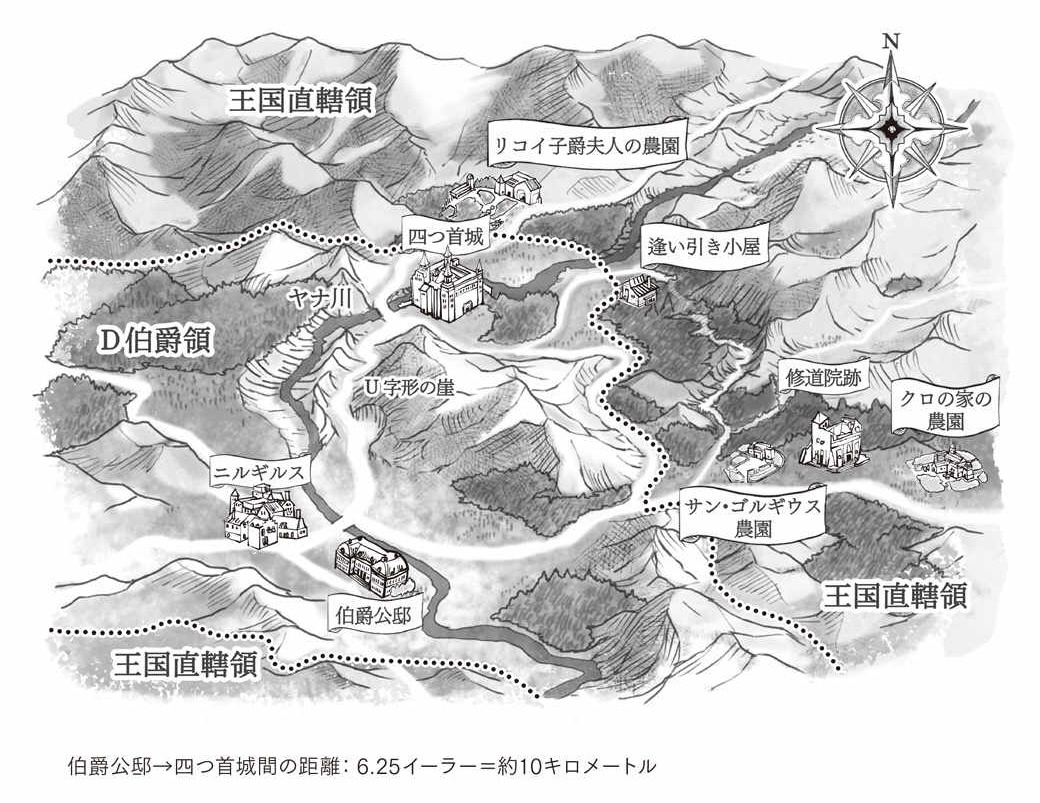 N
王国直轄領
リコイ子爵夫人の農園
四つ首城
逢い引き小屋
ヤナ川
D伯爵領
U字形の崖
修道院跡
クロの家の
農園
ニルギルス
サン・ゴルギウス
農園
伯爵公邸
王国直轄領
王国直轄領
伯爵公邸→四つ首城間の距離：6.25イーラー＝約10キロメートル